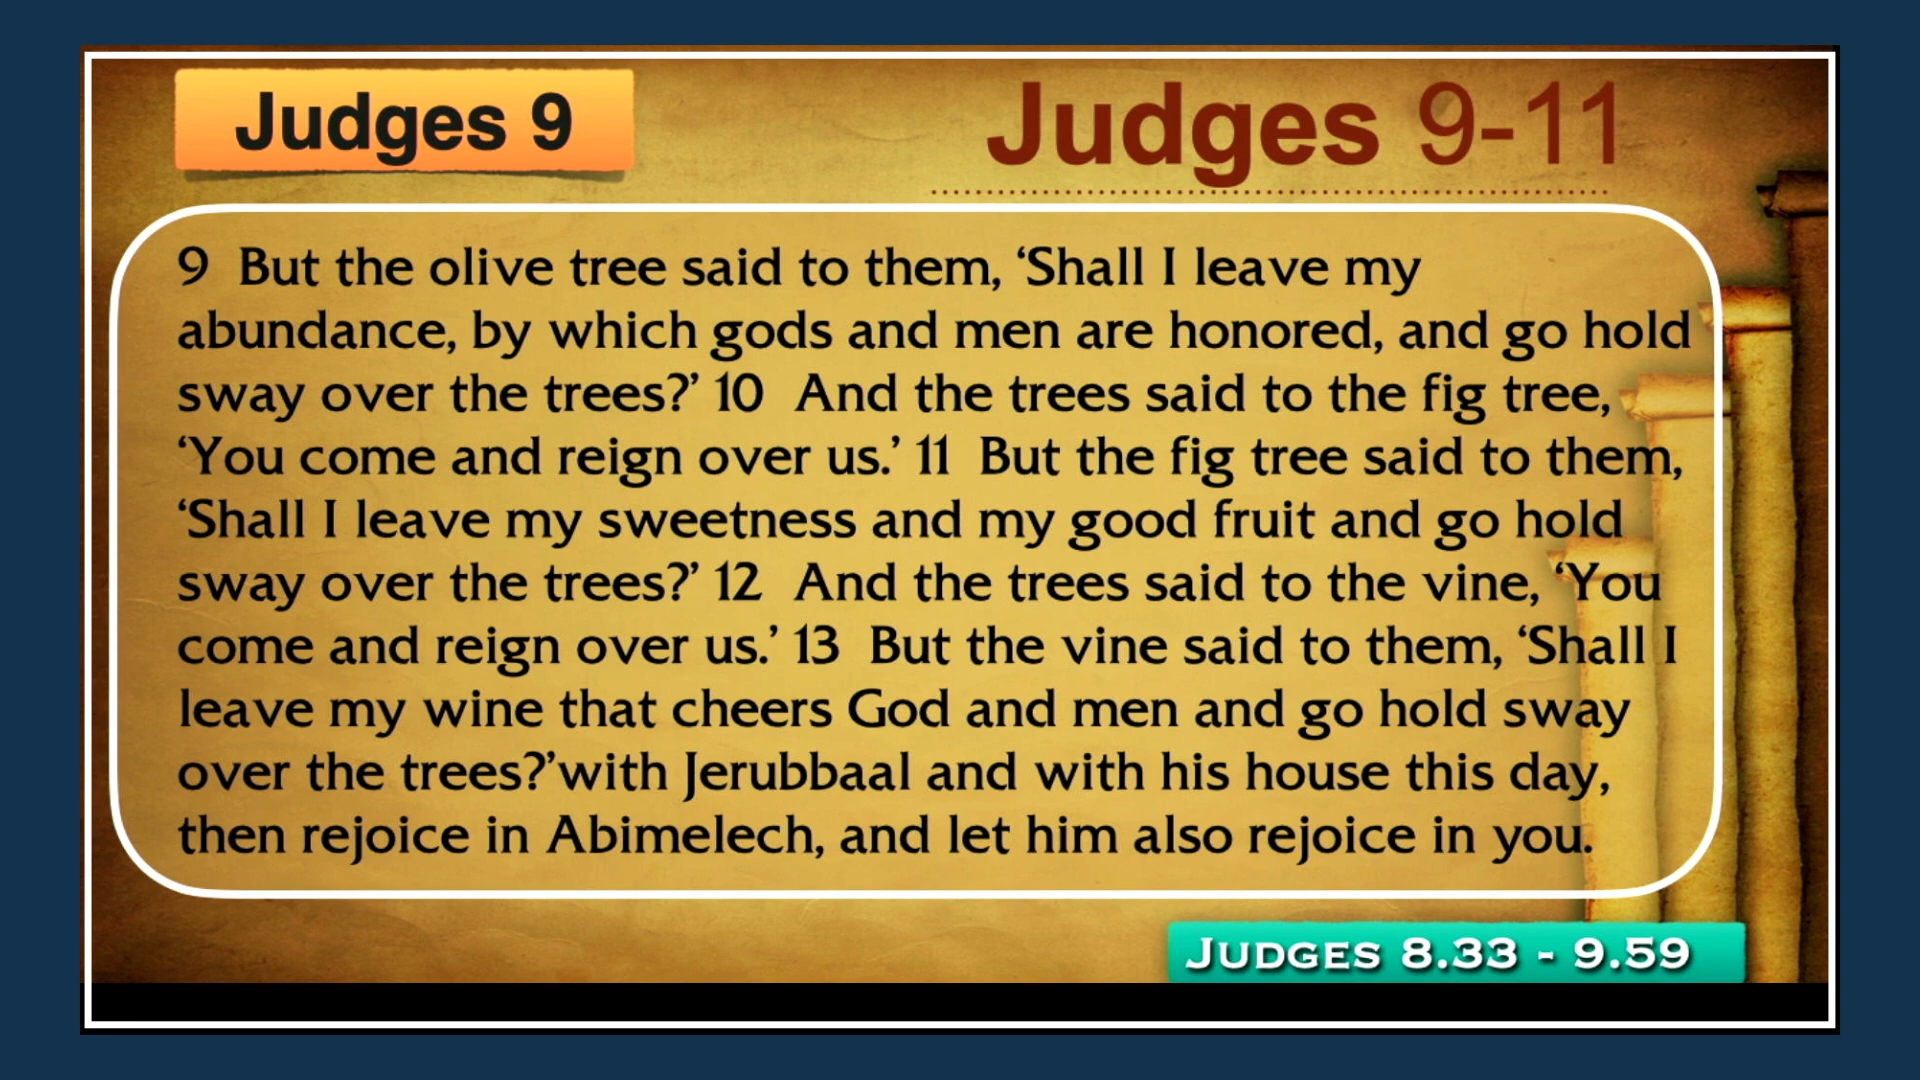 Judges 9
Judges 9-11
9  But the olive tree said to them, ‘Shall I leave my
abundance, by which gods and men are honored, and go hold
sway over the trees?’ 10  And the trees said to the fig tree,
‘You come and reign over us.’ 11  But the fig tree said to them,
‘Shall I leave my sweetness and my good fruit and go hold
sway over the trees?’ 12  And the trees said to the vine, ‘You
come and reign over us.’ 13  But the vine said to them, ‘Shall I
leave my wine that cheers God and men and go hold sway
over the trees?’with Jerubbaal and with his house this day,
then rejoice in Abimelech, and let him also rejoice in you.
Judges 8.33 - 9.59